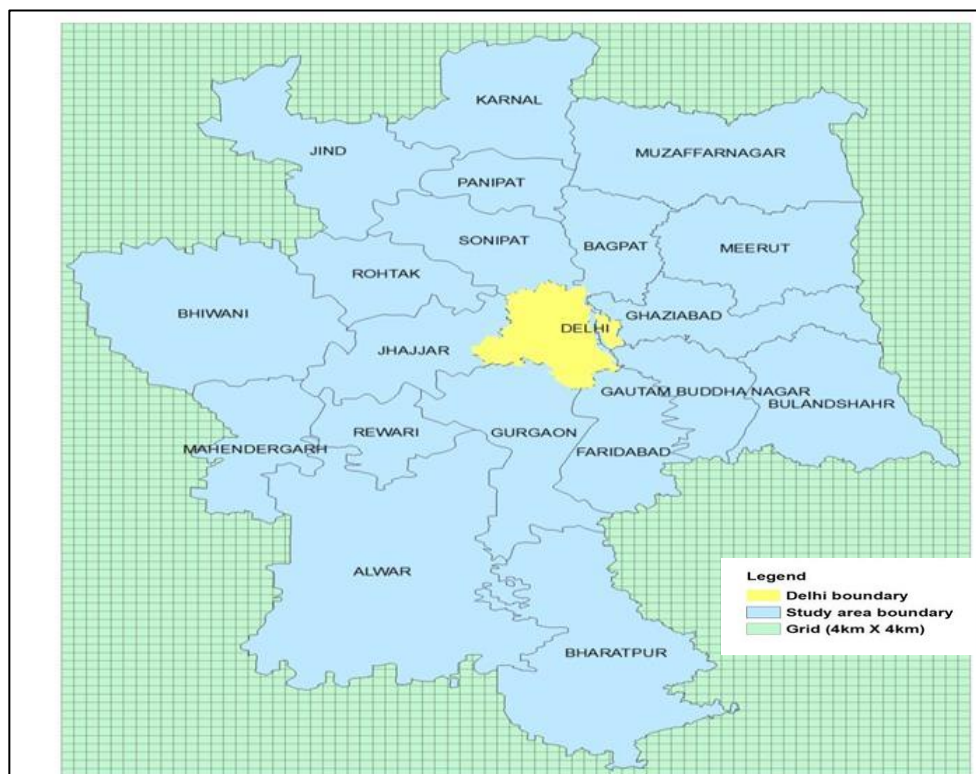 KARNAL
MUZAFFARNAGAR
JIND
PANIPAT
SONIPAT
BAGPAT
MEERUT
ROHTAK
BHIWANI
GHAZIABAD
DELHI
JHAJJAR
GAUTAM BUDDHA NAGAR
BULANDSHAHR
REWARI
GURGAON
MAHENDERGARH
FARIDABAD
ALWAR
BHARATPUR
Legend
Delhi boundary
Study area boundary
Grid (4km X 4km)